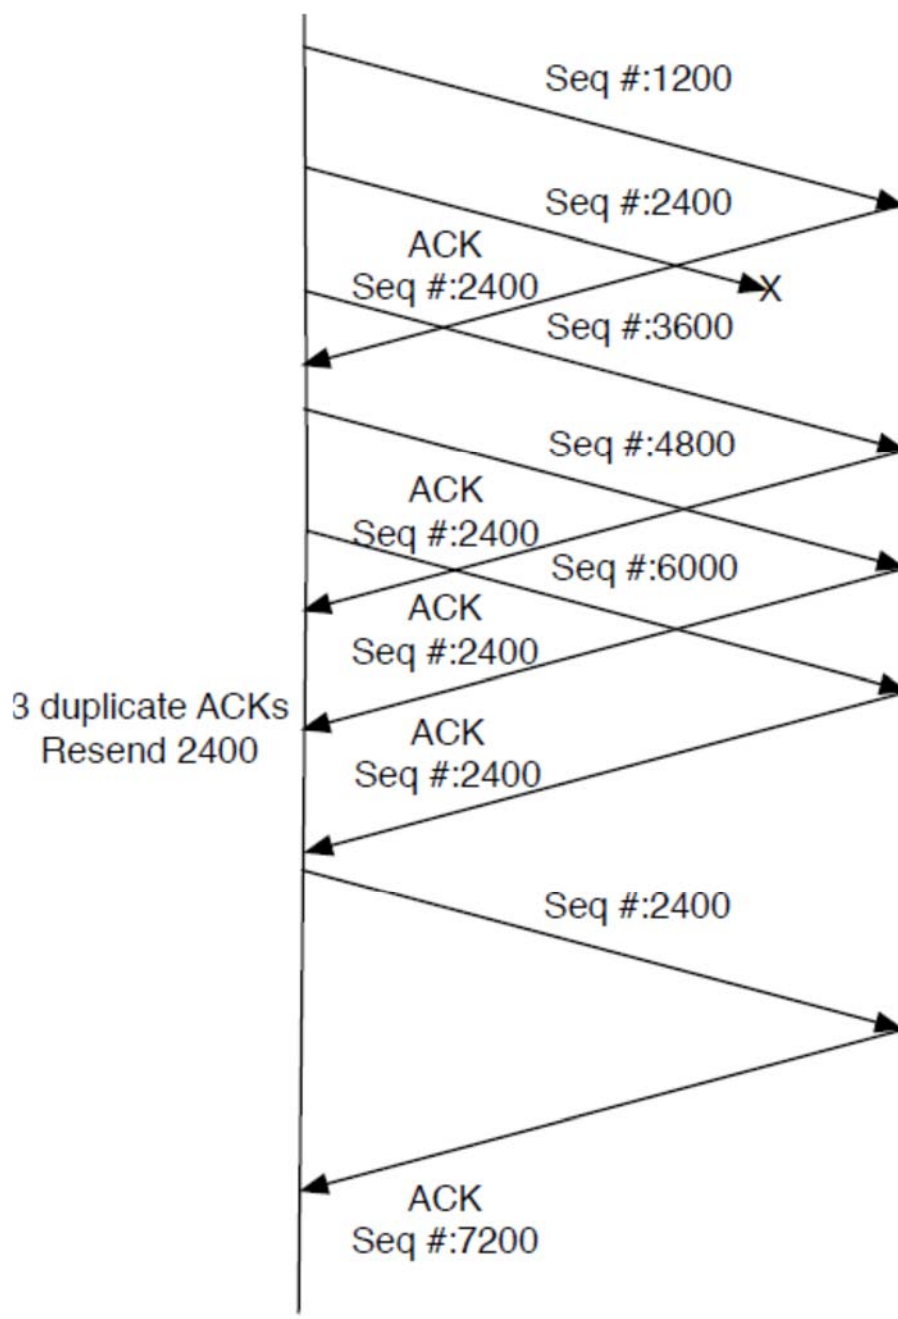 Seq #:1200
Seq #:2400
ACK
Seq #:2400
Seq #:3600
Seq #:4800
ACK
Seq #:2400
Seq #:6000
ACK
Seq #:2400
3 duplicate ACKs
Resend 2400
ACK
Seq #:2400
Seq #:2400
ACK
Seq #:7200